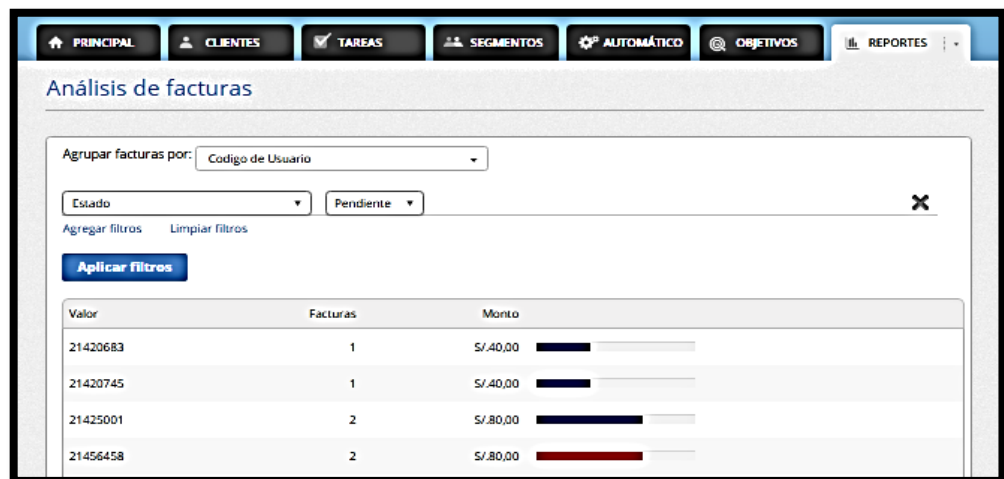 PRINCIPAL CLIENTES TAREAS SEGMENTOS AUTOMÁTICO OBJETIVOS REPORTES
Análisis de facturas
Agrupar facturas por: Codigo de Usuario
Estado Pendiente
Agregar filtros Limpiar filtros
Aplicar filtros
Valor Facturas Monto
21420683 1 S/.40,00
21420745 1 S/.40,00
21425001 2 S/.80,00
21456458 2 S/.80,00